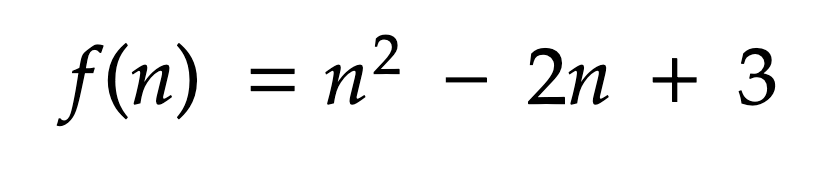 f(n) = n² − 2n + 3